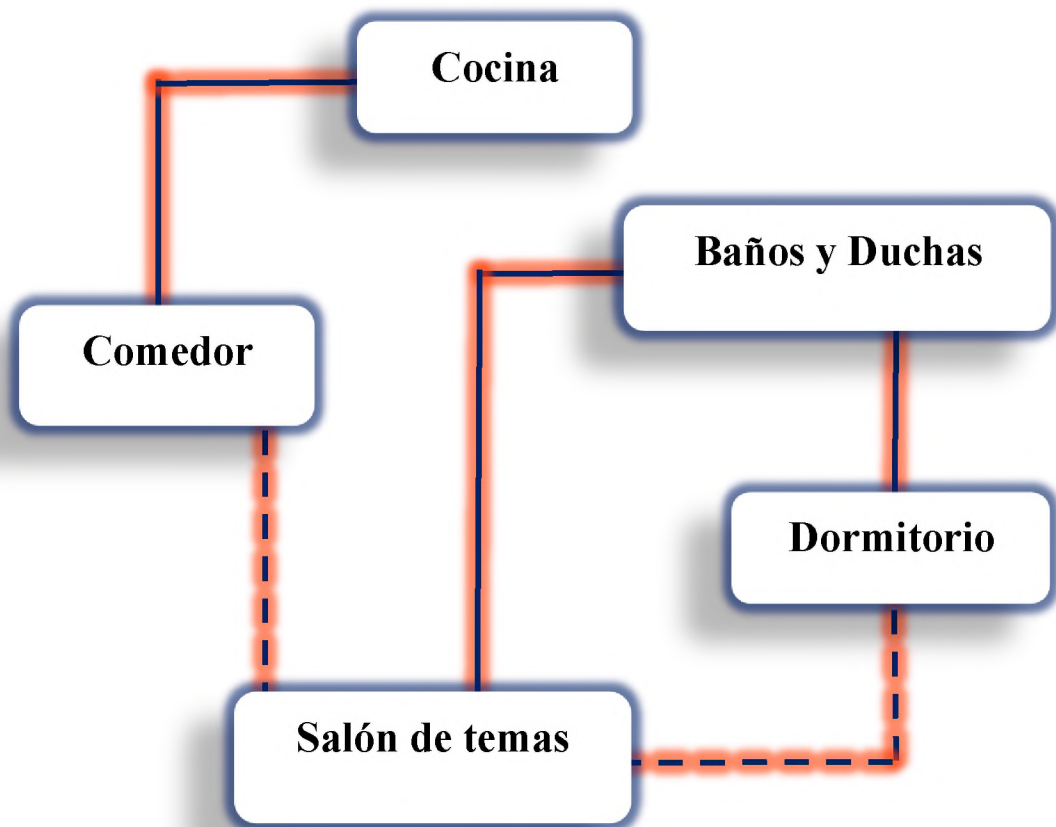 Cocina
Baños y Duchas
Comedor
Dormitorio
Salón de temas